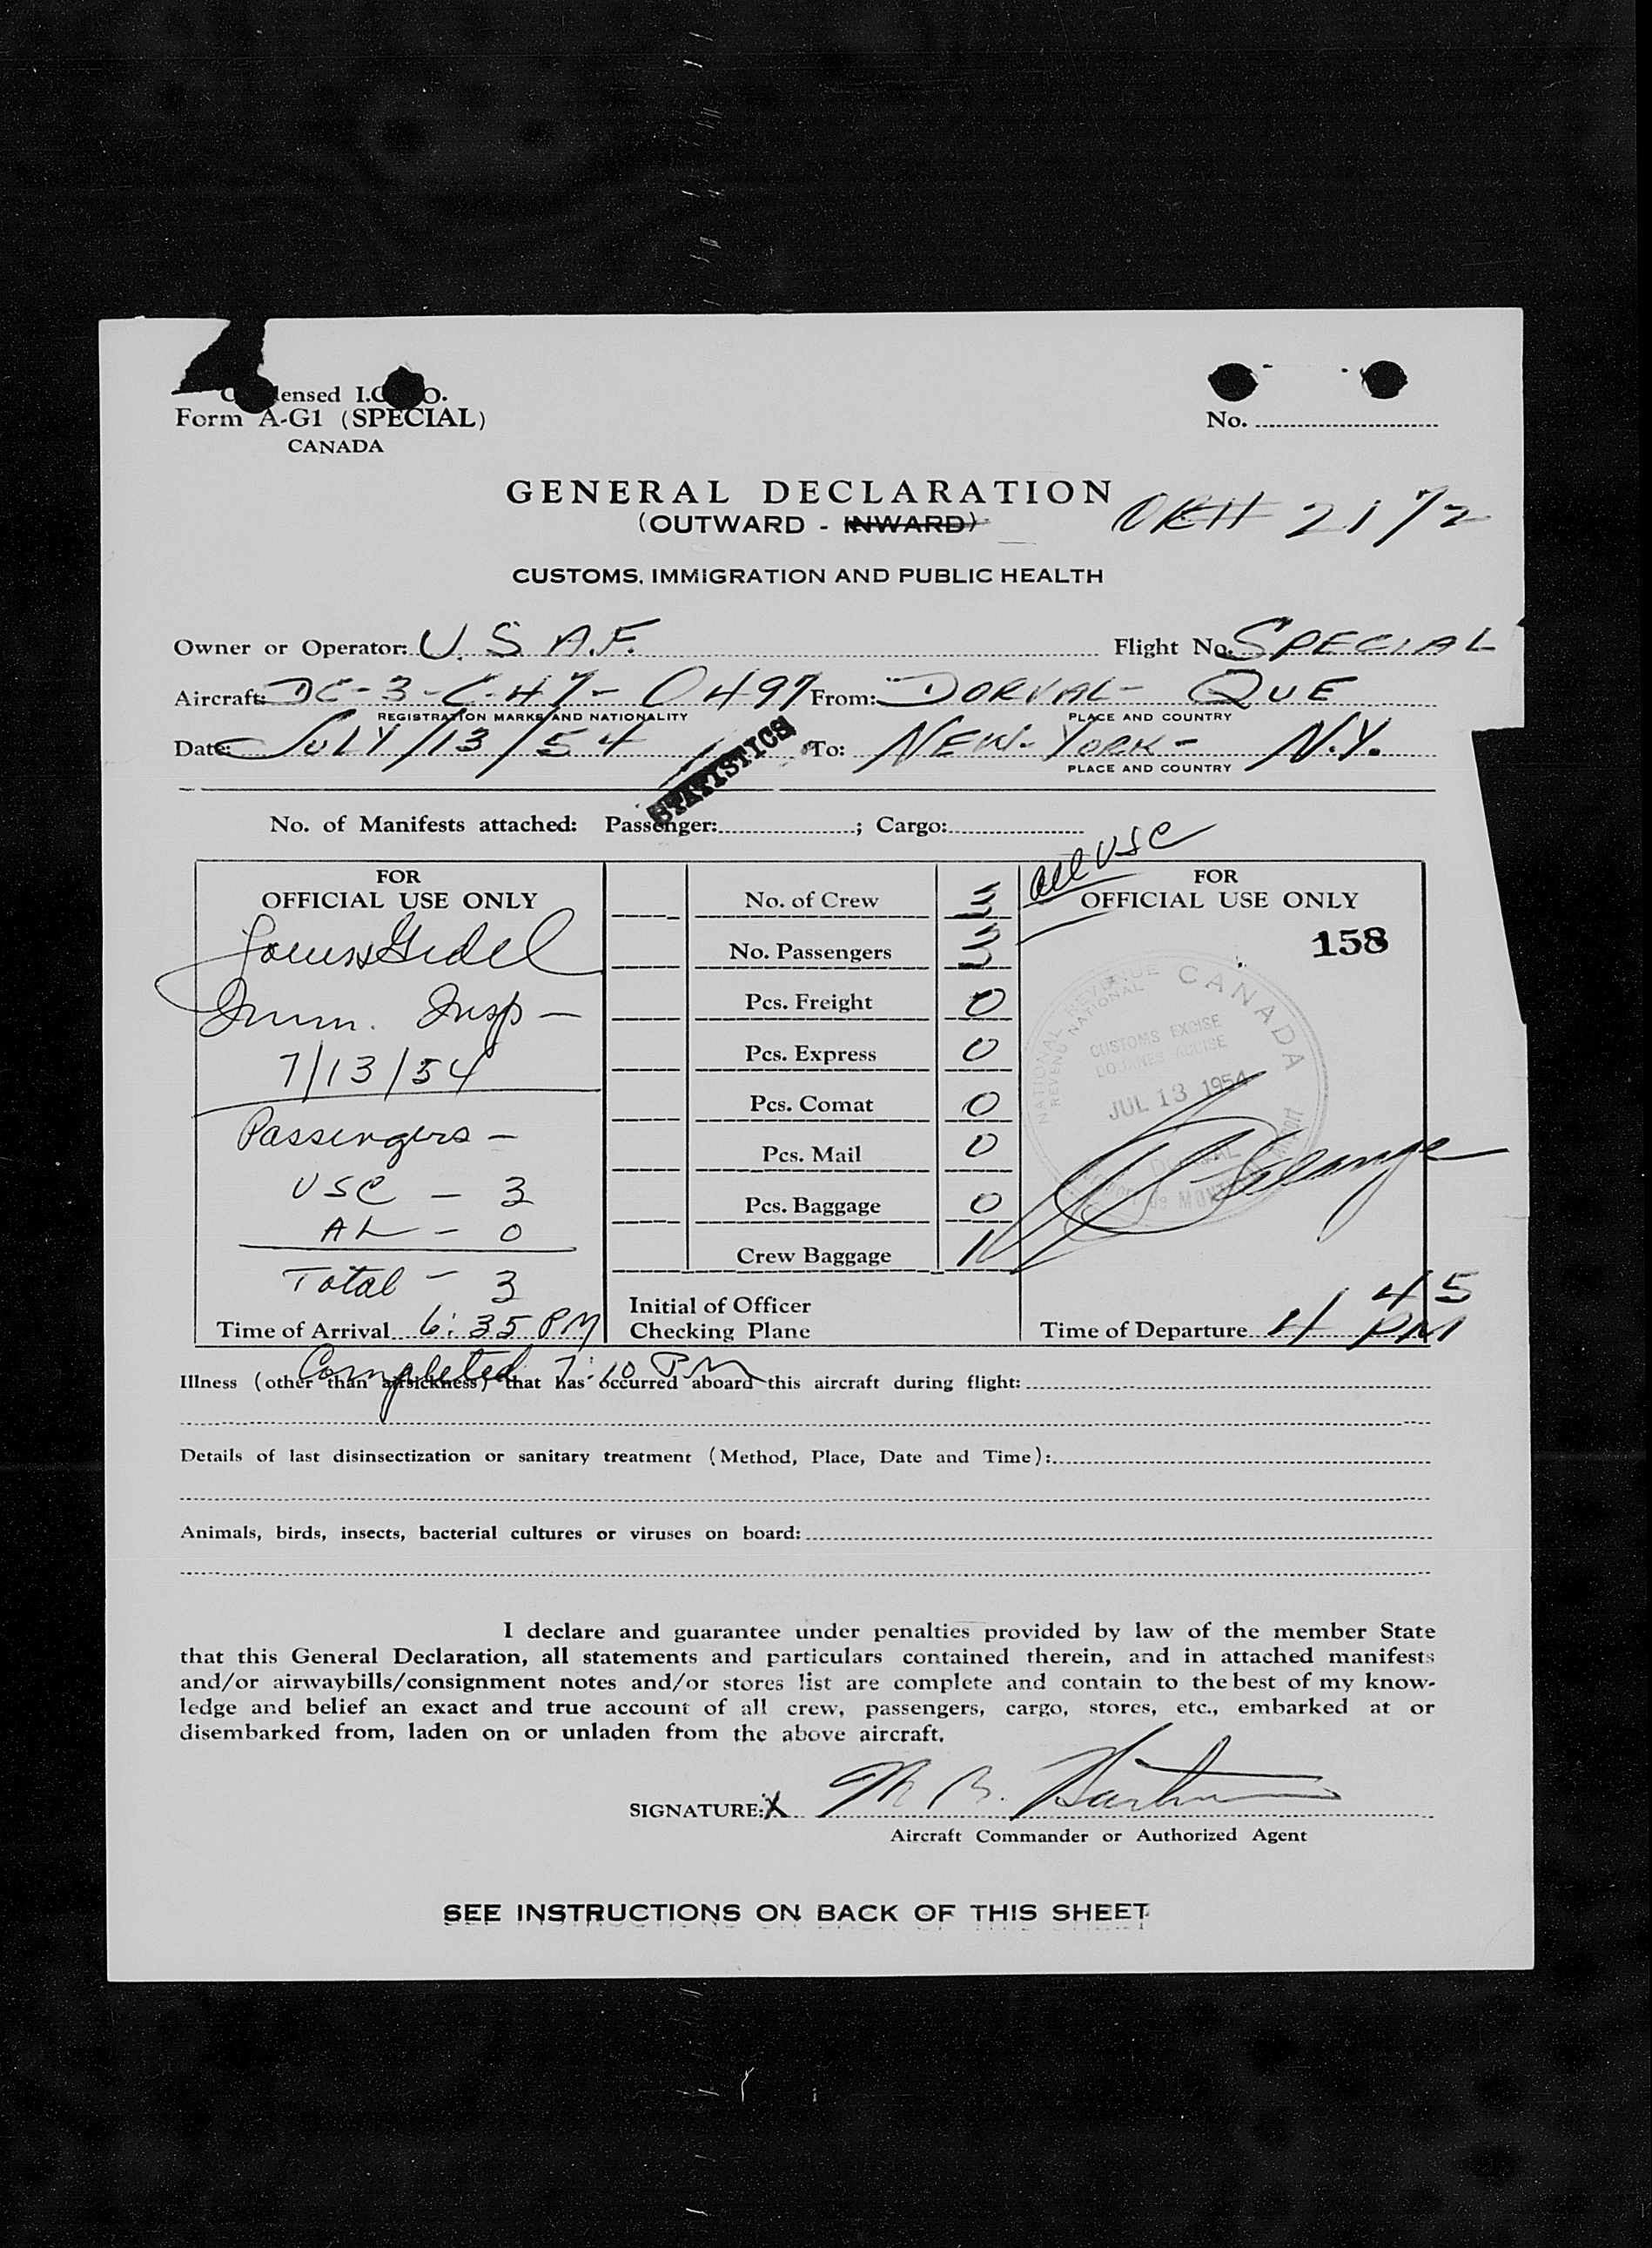 ensed I.C O.
Form A-G1 (SPECIAL)
CANADA
No.
GENERAL DECLARATION
(OUTWARD - INWARD)
2172
CUSTOMS, IMMIGRATION AND PUBLIC HEALTH
Owner or Operator: U.S.A.F. Flight No. SPECIAL
Aircraft: DC-3-C-47-0497 From: DORVAL- QUE
REGISTRATION MARKS AND NATIONALITY PLACE AND COUNTRY
Date: JULY/13/54 To: NEW-YORK- N.Y.
PLACE AND COUNTRY
STATISTICS
No. of Manifests attached: Passenger: ; Cargo:
all USC
FOR
OFFICIAL USE ONLY
Imm. Insp -
7/13/54
Passengers -
USC - 3
AL - 0
Total - 3
Time of Arrival 6:35 PM
Completed 7:10 PM
No. of Crew 3
No. Passengers 3
Pcs. Freight 0
Pcs. Express 0
Pcs. Comat 0
Pcs. Mail 0
Pcs. Baggage 0
Crew Baggage
Initial of Officer
Checking Plane
FOR
OFFICIAL USE ONLY
158
NATIONAL REVENUE CANADA
REVENU NATIONAL
CUSTOMS EXCISE
DOUANES ACCISE
JUL 13 1954
DORVAL
Time of Departure 4 45 PM
Illness (other than airsickness) that has occurred aboard this aircraft during flight:
Details of last disinsectization or sanitary treatment (Method, Place, Date and Time):
Animals, birds, insects, bacterial cultures or viruses on board:
I declare and guarantee under penalties provided by law of the member State
that this General Declaration, all statements and particulars contained therein, and in attached manifests
and/or airwaybills/consignment notes and/or stores list are complete and contain to the best of my know-
ledge and belief an exact and true account of all crew, passengers, cargo, stores, etc., embarked at or
disembarked from, laden on or unladen from the above aircraft.
SIGNATURE: X
Aircraft Commander or Authorized Agent
SEE INSTRUCTIONS ON BACK OF THIS SHEET